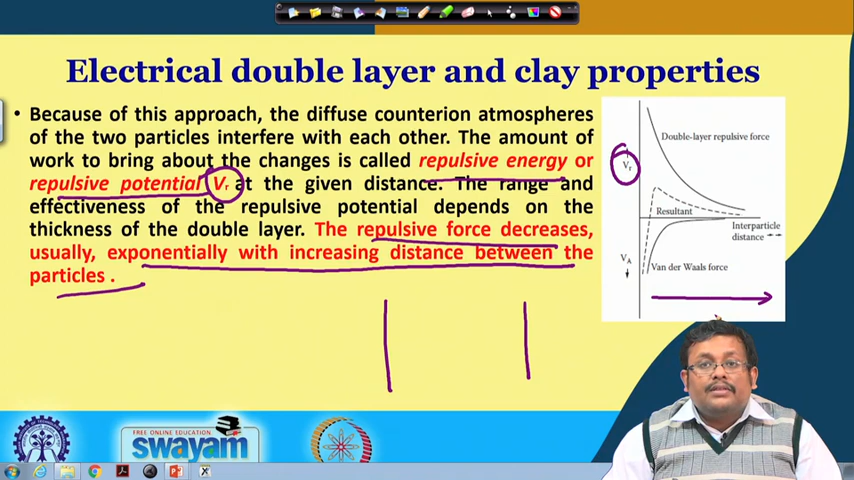 Electrical double layer and clay properties
• Because of this approach, the diffuse counterion atmospheres
of the two particles interfere with each other. The amount of
work to bring about the changes is called repulsive energy or
repulsive potential Vr at the given distance. The range and
effectiveness of the repulsive potential depends on the
thickness of the double layer. The repulsive force decreases,
usually, exponentially with increasing distance between the
particles .
Double-layer repulsive force
Vr
Resultant
Interparticle
distance
VA
Van der Waals force
FREE ONLINE EDUCATION
swayam